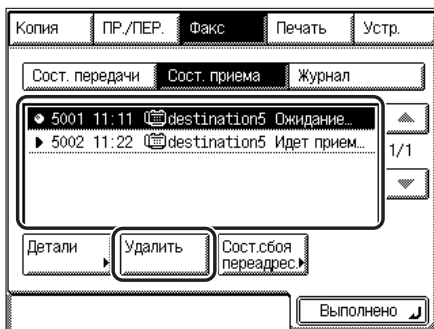 Копия ПР./ПЕР. Факс Печать Устр.
Сост. передачи Сост. приема Журнал
5001 11:11 destination5 Ожидание...
5002 11:22 destination5 Идет прием...
1/1
Детали Удалить Сост.сбоя
переадрес.
Выполнено